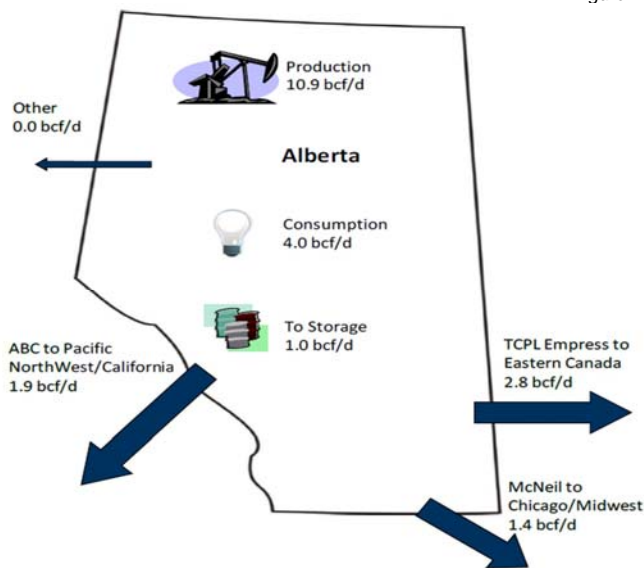 Production
10.9 bcf/d
Other
0.0 bcf/d
Alberta
Consumption
4.0 bcf/d
To Storage
1.0 bcf/d
ABC to Pacific
NorthWest/California
1.9 bcf/d
TCPL Empress to
Eastern Canada
2.8 bcf/d
McNeil to
Chicago/Midwest
1.4 bcf/d